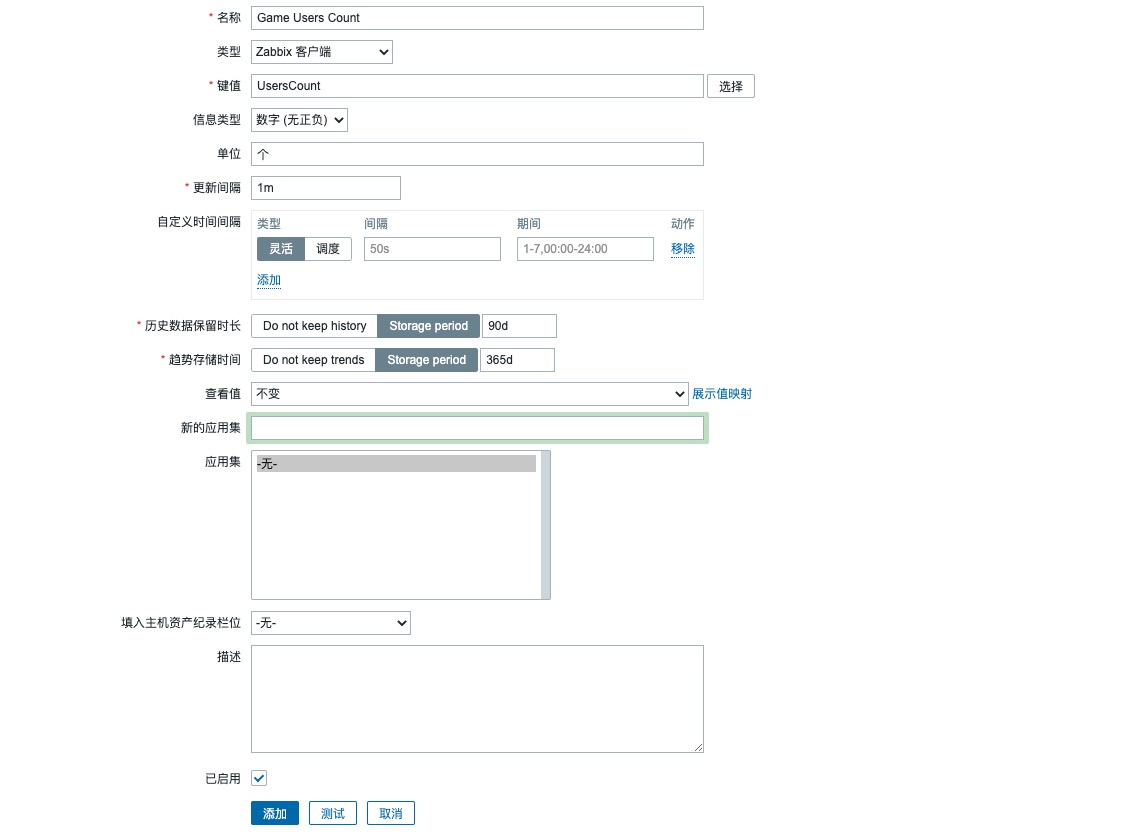 * 名称 Game Users Count
类型 Zabbix 客户端
* 键值 UsersCount 选择
信息类型 数字 (无正负)
单位 个
* 更新间隔 1m
自定义时间间隔 类型 间隔 期间 动作
灵活 调度 50s 1-7,00:00-24:00 移除
添加
* 历史数据保留时长 Do not keep history Storage period 90d
* 趋势存储时间 Do not keep trends Storage period 365d
查看值 不变 展示值映射
新的应用集
应用集 -无-
填入主机资产纪录栏位 -无-
描述
已启用
添加 测试 取消